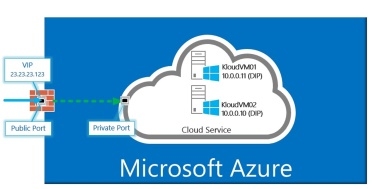 VIP
23.23.23.123
Public Port
Private Port
KloudVM01
10.0.0.11 (DIP)
KloudVM02
10.0.0.10 (DIP)
Cloud Service
Microsoft Azure